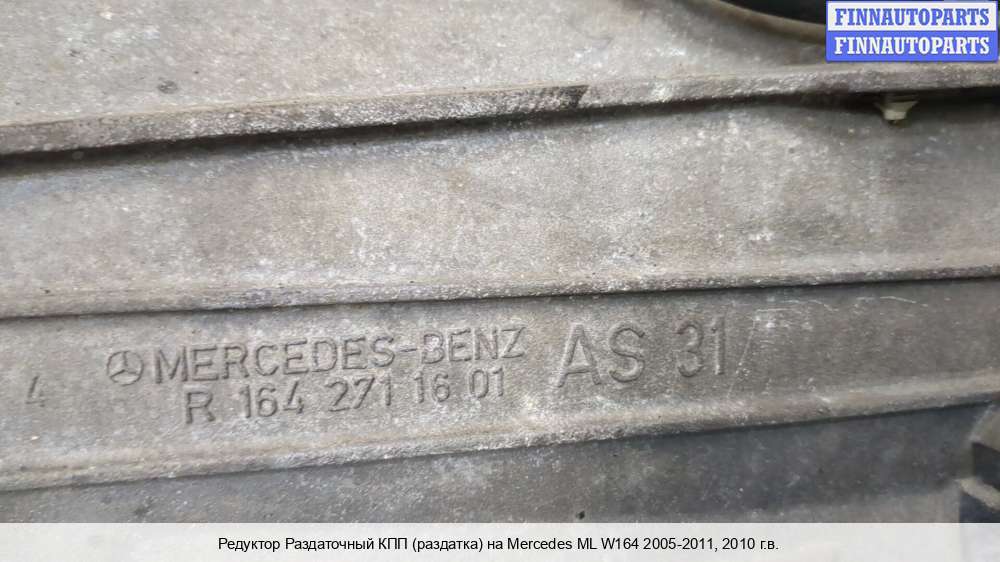 FINNAUTOPARTS
FINNAUTOPARTS
MERCEDES-BENZ AS 31
R 164 271 16 01
4
Редуктор Раздаточный КПП (раздатка) на Mercedes ML W164 2005-2011, 2010 г.в.